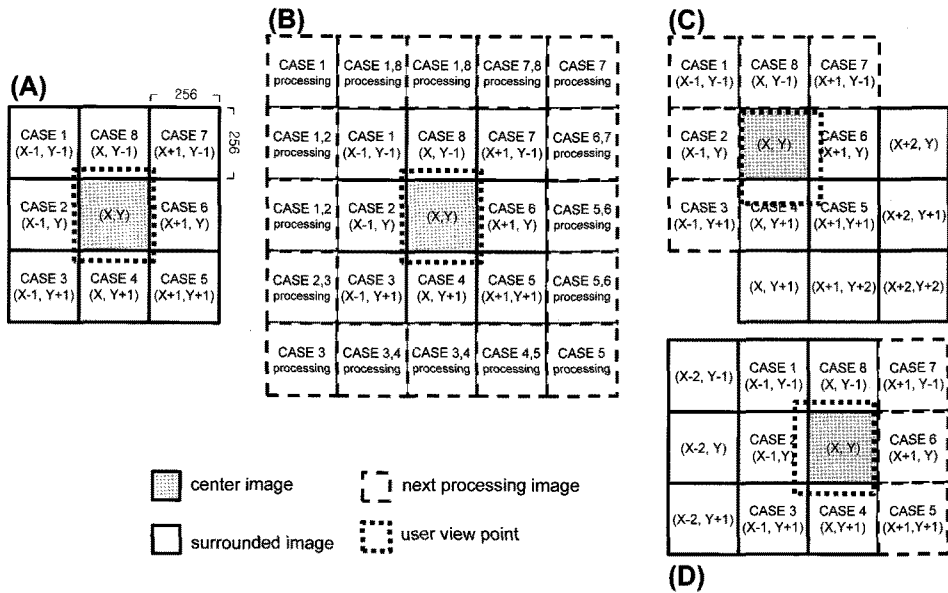 (A)
256
256
CASE 1
(X-1, Y-1)
CASE 8
(X, Y-1)
CASE 7
(X+1, Y-1)
CASE 2
(X-1, Y)
(X,Y)
CASE 6
(X+1, Y)
CASE 3
(X-1, Y+1)
CASE 4
(X, Y+1)
CASE 5
(X+1,Y+1)
(B)
CASE 1
processing
CASE 1,8
processing
CASE 1,8
processing
CASE 7,8
processing
CASE 7
processing
CASE 1,2
processing
CASE 1
(X-1, Y-1)
CASE 8
(X, Y-1)
CASE 7
(X+1, Y-1)
CASE 6,7
processing
CASE 1,2
processing
CASE 2
(X-1, Y)
(X,Y)
CASE 6
(X+1, Y)
CASE 5,6
processing
CASE 2,3
processing
CASE 3
(X-1, Y+1)
CASE 4
(X, Y+1)
CASE 5
(X+1,Y+1)
CASE 5,6
processing
CASE 3
processing
CASE 3,4
processing
CASE 3,4
processing
CASE 4,5
processing
CASE 5
processing
(C)
CASE 1
(X-1, Y-1)
CASE 8
(X, Y-1)
CASE 7
(X+1, Y-1)
CASE 2
(X-1, Y)
(X, Y)
CASE 6
(X+1, Y)
(X+2, Y)
CASE 3
(X-1, Y+1)
CASE 4
(X, Y+1)
CASE 5
(X+1,Y+1)
(X+2, Y+1)
(X, Y+1)
(X+1, Y+2)
(X+2,Y+2)
(X-2, Y-1)
CASE 1
(X-1, Y-1)
CASE 8
(X, Y-1)
CASE 7
(X+1, Y-1)
(X-2, Y)
CASE 2
(X-1,Y)
(X, Y)
CASE 6
(X+1, Y)
(X-2, Y+1)
CASE 3
(X-1, Y+1)
CASE 4
(X,Y+1)
CASE 5
(X+1,Y+1)
(D)
center image
next processing image
surrounded image
user view point